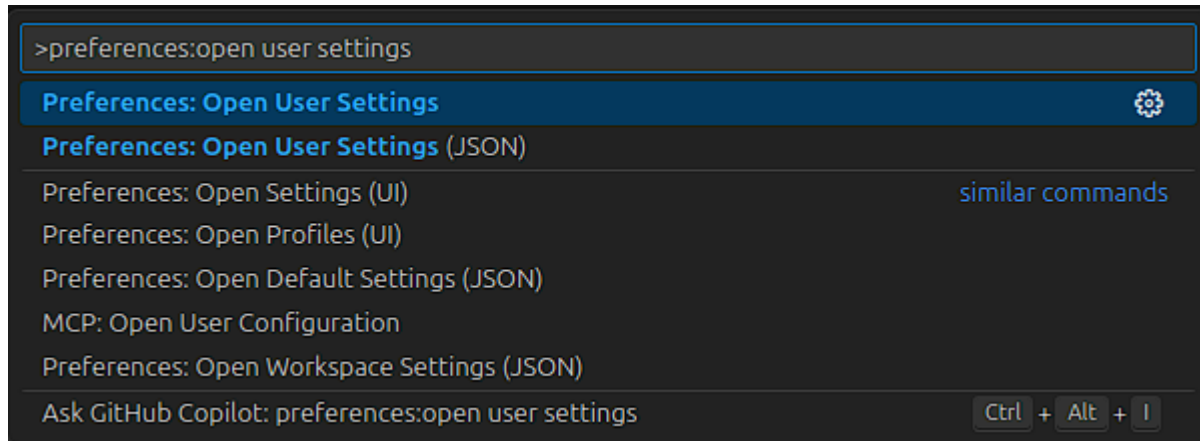 >preferences:open user settings
Preferences: Open User Settings
Preferences: Open User Settings (JSON)
Preferences: Open Settings (UI) similar commands
Preferences: Open Profiles (UI)
Preferences: Open Default Settings (JSON)
MCP: Open User Configuration
Preferences: Open Workspace Settings (JSON)
Ask GitHub Copilot: preferences:open user settings Ctrl + Alt + I